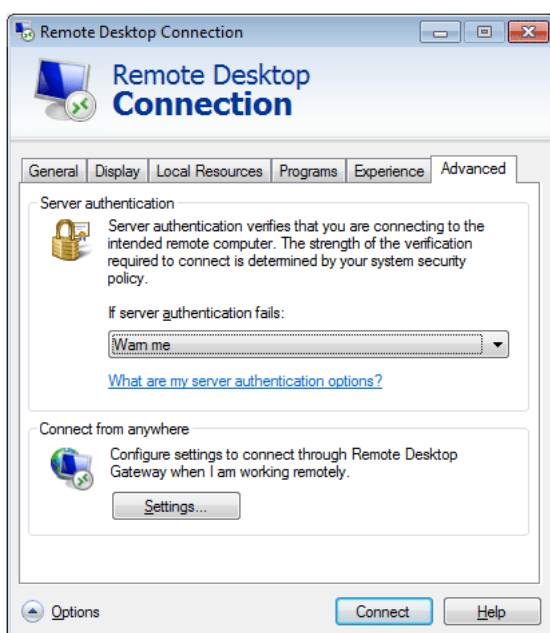 Remote Desktop Connection
Remote Desktop
Connection
General Display Local Resources Programs Experience Advanced
Server authentication
Server authentication verifies that you are connecting to the
intended remote computer. The strength of the verification
required to connect is determined by your system security
policy.
If server authentication fails:
Warn me
What are my server authentication options?
Connect from anywhere
Configure settings to connect through Remote Desktop
Gateway when I am working remotely.
Settings...
Options Connect Help